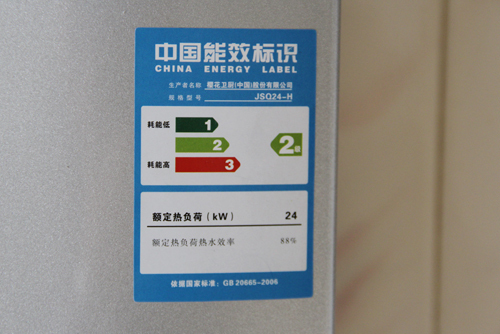 中国能效标识
CHINA ENERGY LABEL
生产者名称 樱花卫厨(中国)股份有限公司
规格型号 JSQ24-H
耗能低 1
2 2级
耗能高 3
额定热负荷(kW) 24
额定热负荷热水效率 88%
依据国家标准：GB 20665-2006